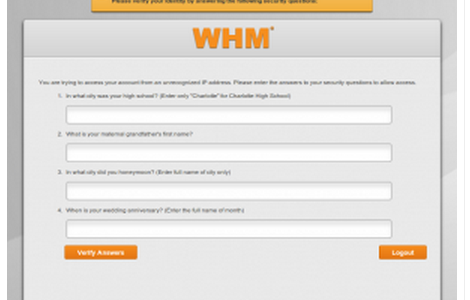 Please verify your identity by answering the following security questions.
WHM
You are trying to access your account from an unrecognized IP address. Please enter the answers to your security questions to allow access.
1. In what city was your high school? (Enter only "Charlotte" for Charlotte High School)
2. What is your maternal grandfather's first name?
3. In what city did you honeymoon? (Enter full name of city only)
4. When is your wedding anniversary? (Enter the full name of month)
Verify Answers
Logout